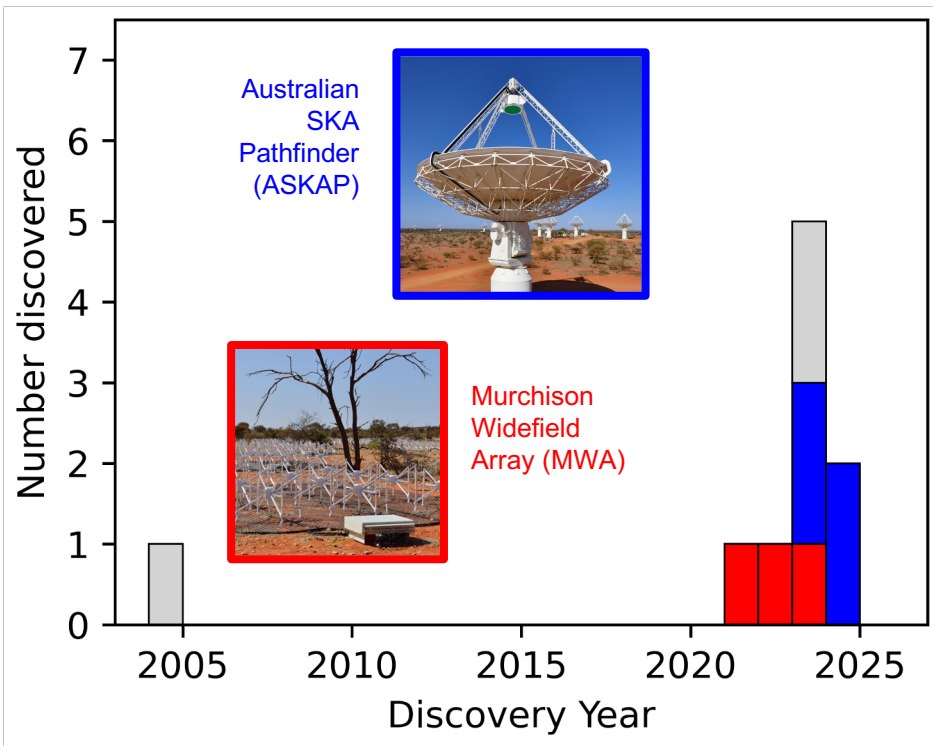 7
6
5
4
3
2
1
0
Number discovered
Australian
SKA
Pathfinder
(ASKAP)
Murchison
Widefield
Array (MWA)
2005 2010 2015 2020 2025
Discovery Year